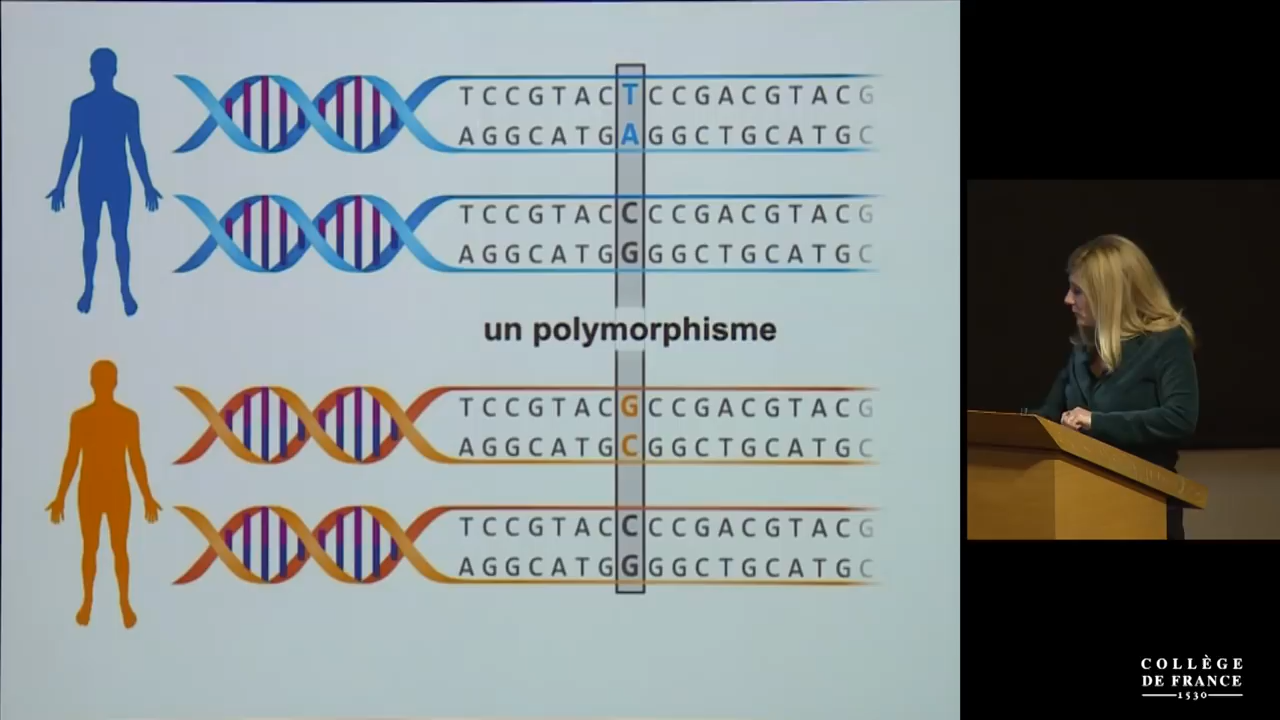 TCCGTACTCCGACGTACG
AGGCATGAGGCTGCATGC
TCCGTACCCCGACGTACG
AGGCATGGGGCTGCATGC
un polymorphisme
TCCGTACGCCGACGTACG
AGGCATGCGGCTGCATGC
TCCGTACCCCGACGTACG
AGGCATGGGGCTGCATGC
COLLÈGE
DE FRANCE
1530